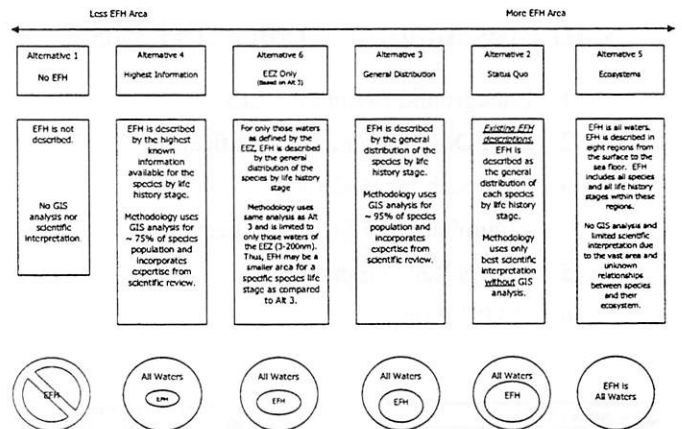 Less EFH Area
More EFH Area
Alternative 1
No EFH
Alternative 4
Highest Information
Alternative 6
EEZ Only
(Based on Alt 3)
Alternative 3
General Distribution
Alternative 2
Status Quo
Alternative 5
Ecosystems
EFH is not
described.
No GIS
analysis nor
scientific
interpretation.
EFH is described
by the highest
known
information
available for the
species by life
history stage.
Methodology uses
GIS analysis for
~ 75% of species
population and
incorporates
expertise from
scientific review.
For only those waters
as defined by the
EEZ, EFH is described
by the general
distribution of the
species by life history
stage
Methodology uses
same analysis as Alt
3 and is limited to
only those waters of
the EEZ (3-200nm).
Thus, EFH may be a
smaller area for a
specific species life
stage as compared
to Alt 3.
EFH is described
by the general
distribution of the
species by life
history stage.
Methodology uses
GIS analysis for
~ 95% of species
population and
incorporates
expertise from
scientific review.
Existing EFH
descriptions.
EFH is
described as
the general
distribution of
each species
by life history
stage.
Methodology
uses only
best scientific
interpretation
without GIS
analysis.
EFH is all waters.
EFH is described in
eight regions from
the surface to the
sea floor. EFH
includes all species
and all life history
stages within these
regions.
No GIS analysis and
limited scientific
interpretation due
to the vast area and
unknown
relationships
between species
and their
ecosystem.
EFH
All Waters
EFH
All Waters
EFH
All Waters
EFH
All Waters
EFH
EFH is
All Waters